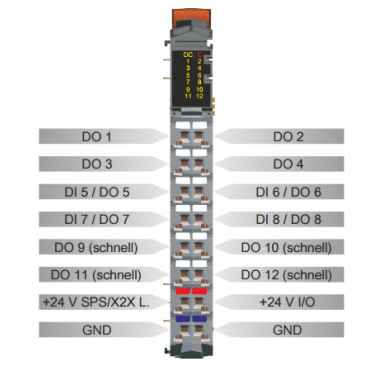 DC E
1 2
3 4
5 6
7 8
9 10
11 12
DO 1 DO 2
DO 3 DO 4
DI 5 / DO 5 DI 6 / DO 6
DI 7 / DO 7 DI 8 / DO 8
DO 9 (schnell) DO 10 (schnell)
DO 11 (schnell) DO 12 (schnell)
+24 V SPS/X2X L. +24 V I/O
GND GND